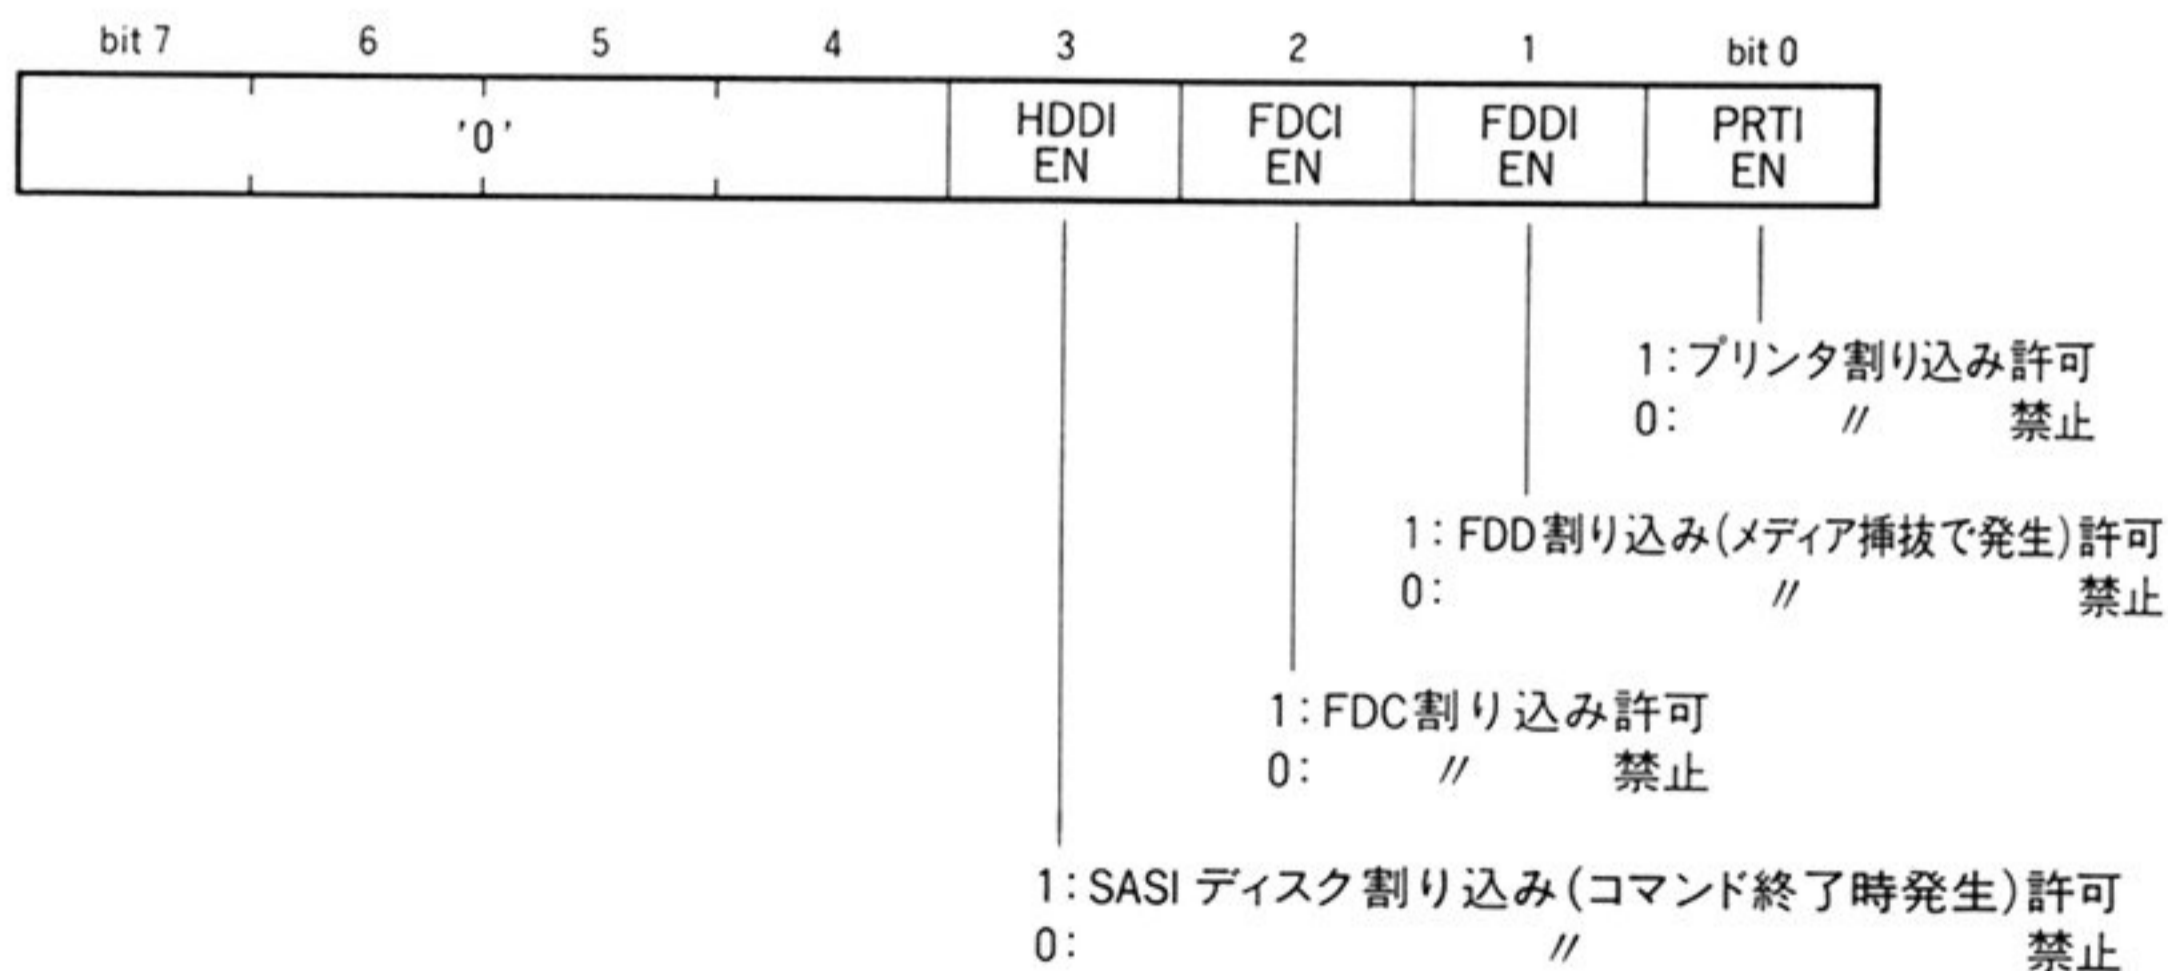 bit 7 6 5 4 3 2 1 bit 0
'0' HDDI EN FDCI EN FDDI EN PRTI EN
1:プリンタ割り込み許可
0: 〃 禁止
1:FDD割り込み(メディア挿抜で発生)許可
0: 〃 禁止
1:FDC割り込み許可
0: 〃 禁止
1:SASI ディスク割り込み(コマンド終了時発生)許可
0: 〃 禁止